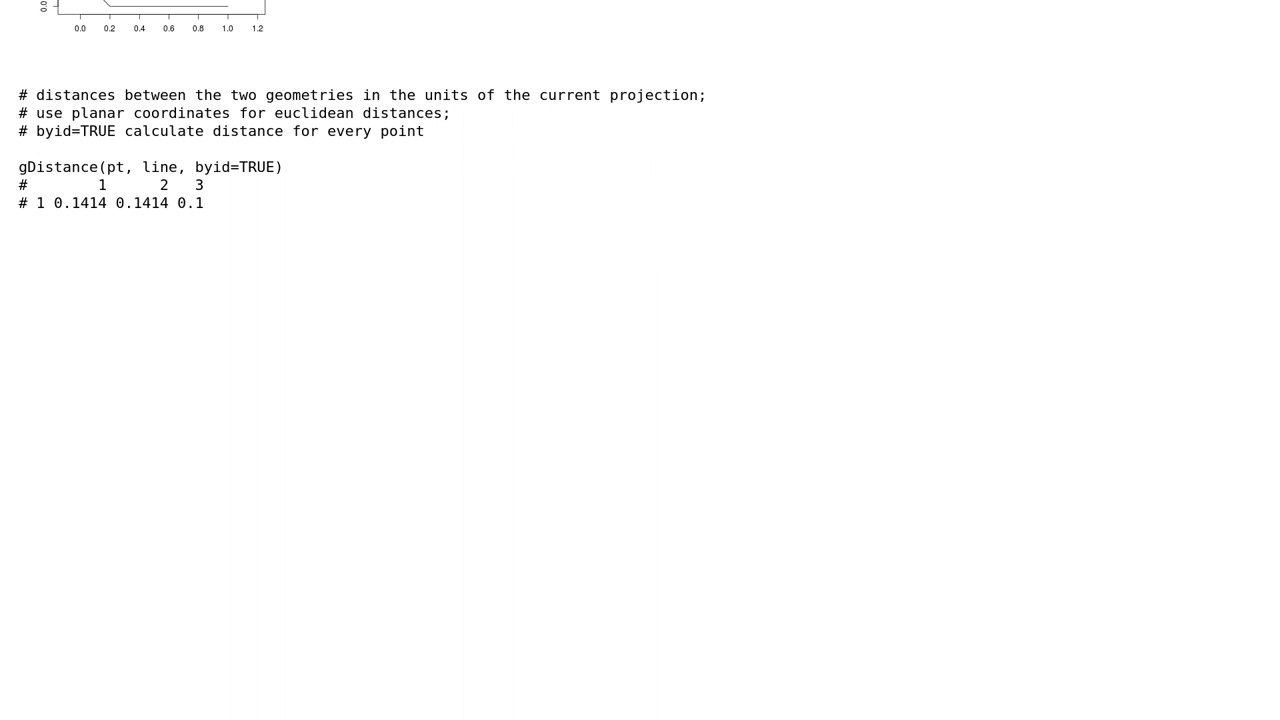 0.0
0.0 0.2 0.4 0.6 0.8 1.0 1.2
# distances between the two geometries in the units of the current projection;
# use planar coordinates for euclidean distances;
# byid=TRUE calculate distance for every point
gDistance(pt, line, byid=TRUE)
#        1      2   3
# 1 0.1414 0.1414 0.1